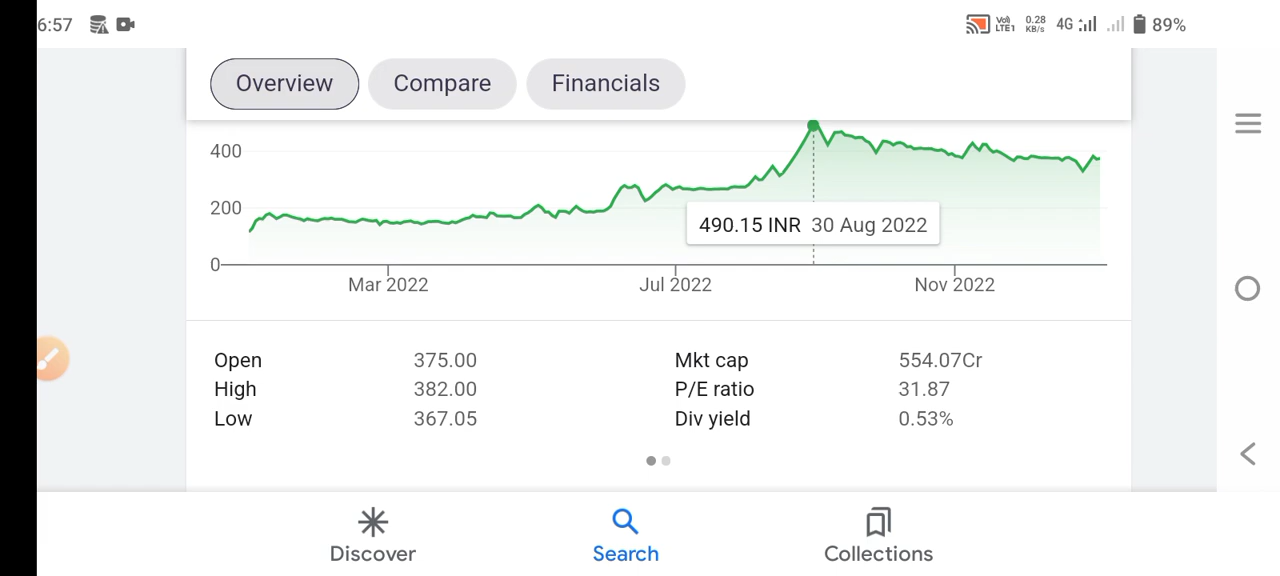 6:57 Vol) LTE1 0.28 KB/s 4G 89%
Overview Compare Financials
400
200
0
490.15 INR 30 Aug 2022
Mar 2022 Jul 2022 Nov 2022
Open 375.00 Mkt cap 554.07Cr
High 382.00 P/E ratio 31.87
Low 367.05 Div yield 0.53%
Discover Search Collections